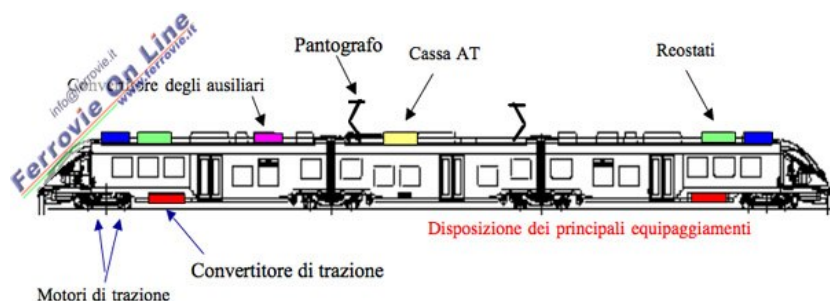 Pantografo
Cassa AT
Reostati
Convertitore degli ausiliari
info@ferrovie.it
Ferrovie On Line
www.ferrovie.it
Disposizione dei principali equipaggiamenti
Convertitore di trazione
Motori di trazione